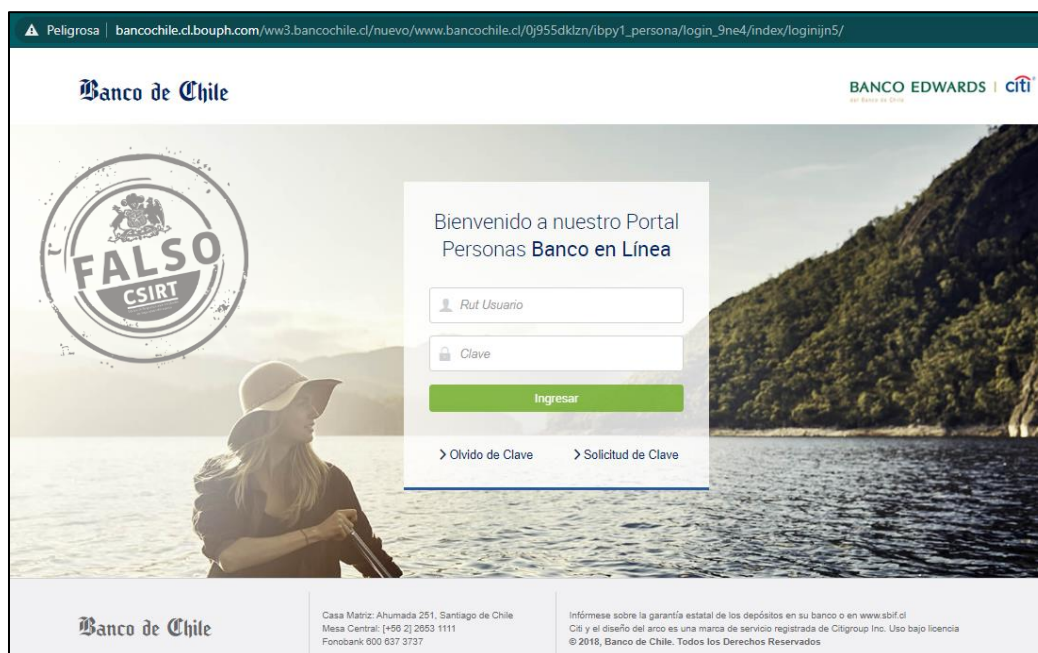 Peligrosa | bancochile.cl.bouph.com/ww3.bancochile.cl/nuevo/www.bancochile.cl/0j955dklzn/ibpy1_persona/login_9ne4/index/loginijn5/
Banco de Chile
BANCO EDWARDS | citi
del Banco de Chile
FALSO
CSIRT
Bienvenido a nuestro Portal
Personas Banco en Línea
Rut Usuario
Clave
Ingresar
Olvido de Clave
Solicitud de Clave
Banco de Chile
Casa Matriz: Ahumada 251, Santiago de Chile
Mesa Central: [+56 2] 2653 1111
Fonobank 600 637 3737
Infórmese sobre la garantía estatal de los depósitos en su banco o en www.sbif.cl
Citi y el diseño del arco es una marca de servicio registrada de Citigroup Inc. Uso bajo licencia
© 2018, Banco de Chile. Todos los Derechos Reservados